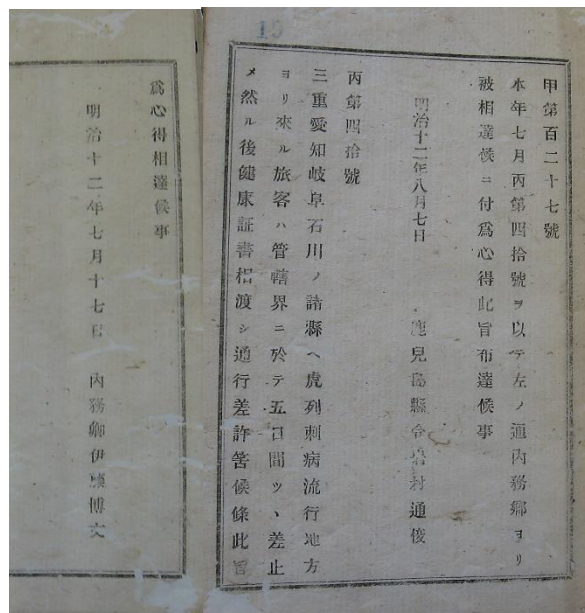 19
甲第百二十七號
本年七月丙第四拾號ヲ以テ左ノ通內務卿ヨリ
被相達候ニ付爲心得此旨布達候事
明治十二年八月七日　鹿兒島縣令岩村通俊
丙第四拾號
三重愛知岐阜石川ノ諸縣ヘ虎列刺病流行地方
ヨリ來ル旅客ハ管轄界ニ於テ五日間ツヽ差止
メ然ル後健康証書相渡シ通行差許筈候條此旨
爲心得相達候事
明治十二年七月十七日　內務卿伊藤博文